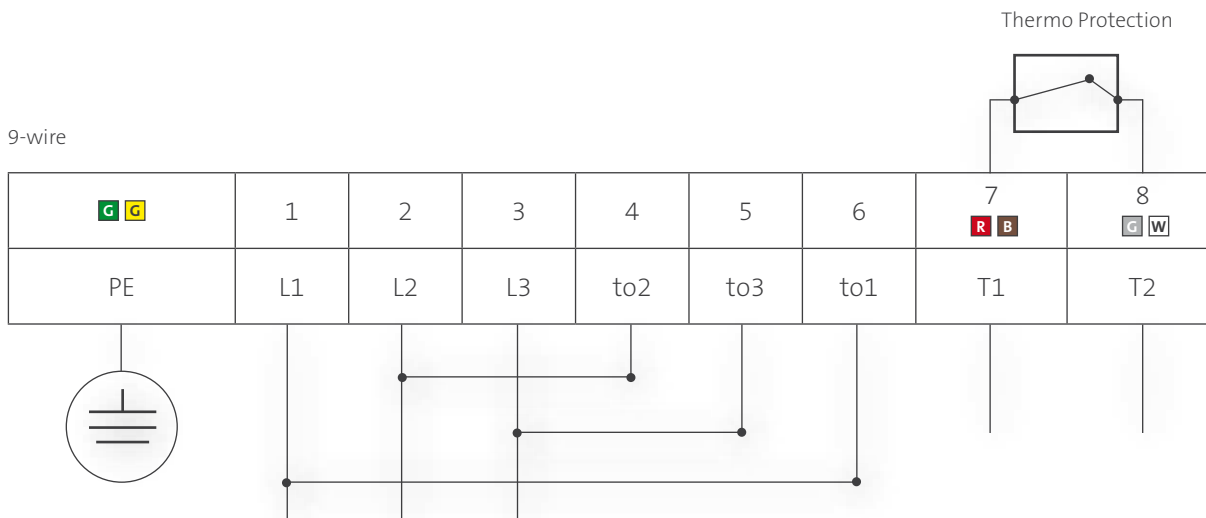 Thermo Protection
9-wire
G G 1 2 3 4 5 6 7 8
R B G W
PE L1 L2 L3 to2 to3 to1 T1 T2